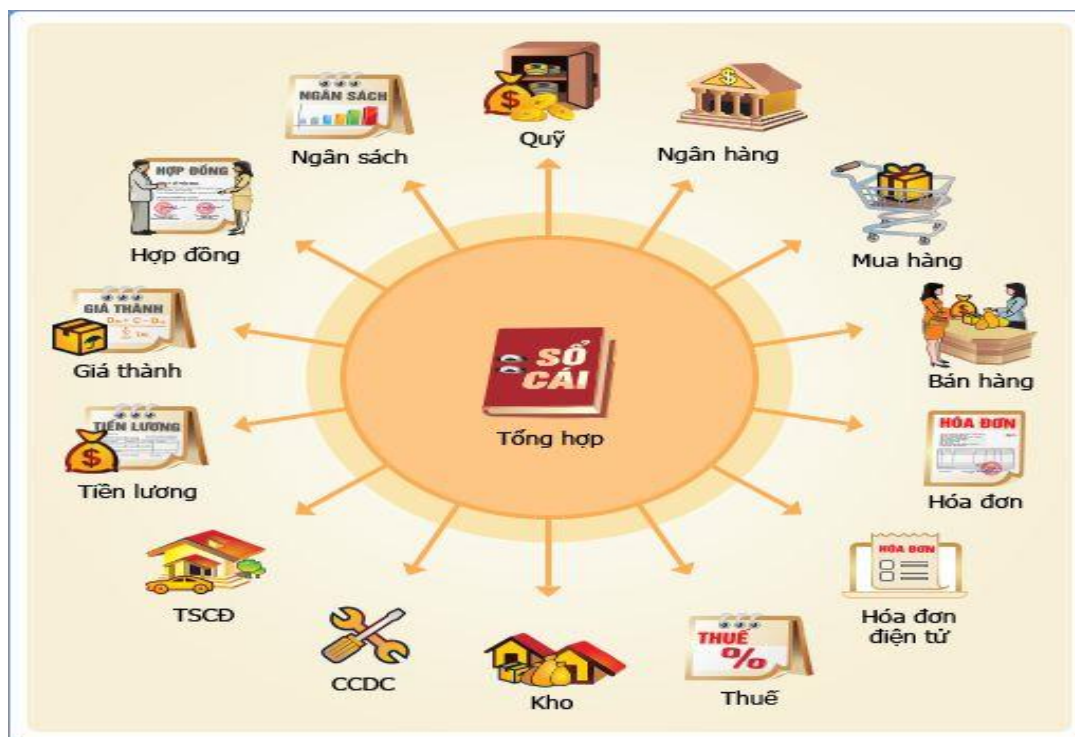 NGÂN SÁCH
Ngân sách
Quỹ
Ngân hàng
HỢP ĐỒNG
Hợp đồng
Mua hàng
GIÁ THÀNH
Giá thành
Bán hàng
SỔ
CÁI
Tổng hợp
TIỀN LƯƠNG
Tiền lương
HÓA ĐƠN
Hóa đơn
TSCĐ
HÓA ĐƠN
Hóa đơn
điện tử
CCDC
Kho
THUẾ
%
Thuế